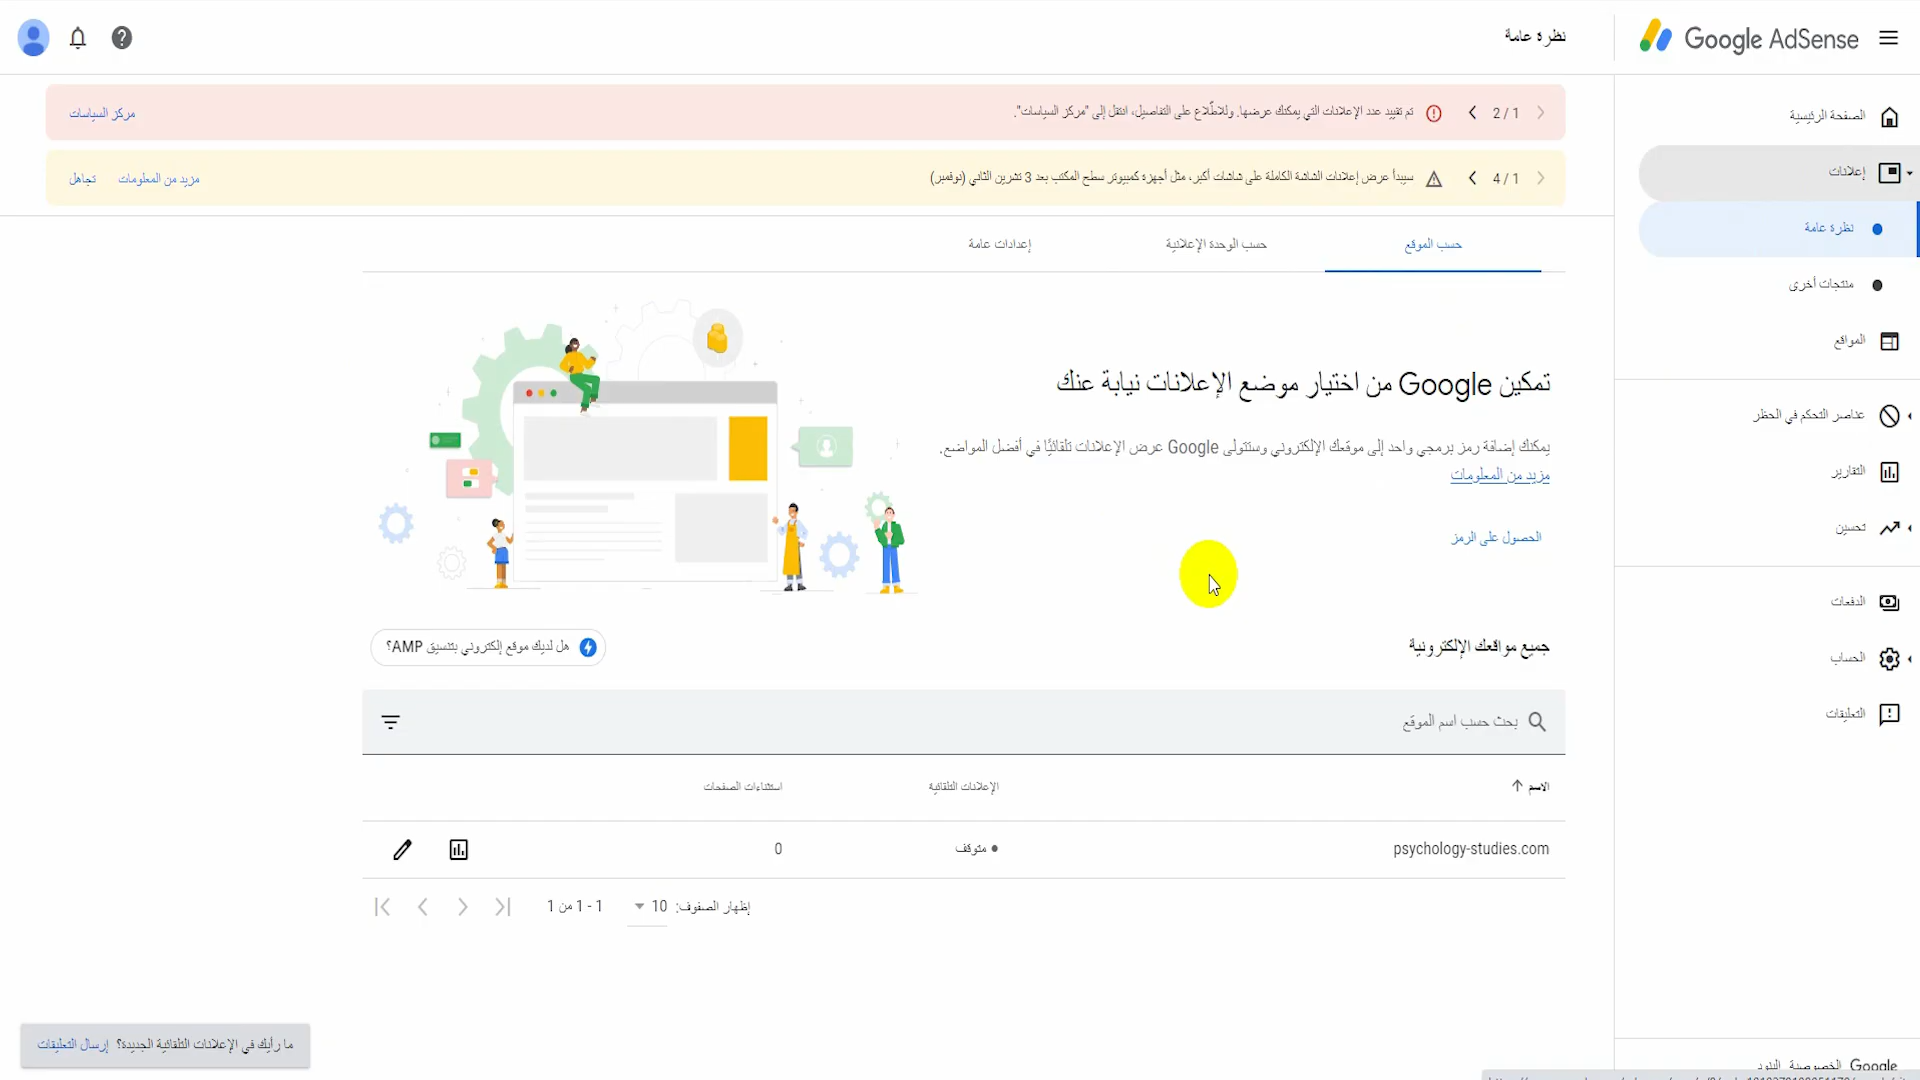 Google AdSense
نظرة عامة
الصفحة الرئيسية
إعلانات
نظرة عامة
منتجات أخرى
المواقع
عناصر التحكم في الحظر
التقارير
تحسين
الدفعات
الحساب
التعليقات
Google الخصوصية البنود
2 / 1 تم تقييد عدد الإعلانات التي يمكنك عرضها. وللاطّلاع على التفاصيل، انتقل إلى "مركز السياسات". مركز السياسات
4 / 1 سيبدأ عرض إعلانات الشاشة الكاملة على شاشات أكبر، مثل أجهزة كمبيوتر سطح المكتب بعد 3 تشرين الثاني (نوفمبر) مزيد من المعلومات تجاهل
حسب الموقع حسب الوحدة الإعلانية إعدادات عامة
تمكين Google من اختيار موضع الإعلانات نيابة عنك
يمكنك إضافة رمز برمجي واحد إلى موقعك الإلكتروني وستتولى Google عرض الإعلانات تلقائيًا في أفضل المواضع.
مزيد من المعلومات
الحصول على الرمز
جميع مواقعك الإلكترونية هل لديك موقع إلكتروني بتنسيق AMP؟
بحث حسب اسم الموقع
الاسم الإعلانات التلقائية استثناءات الصفحات
psychology-studies.com متوقف 0
إظهار الصفوف: 10 1 - 1 من 1
ما رأيك في الإعلانات التلقائية الجديدة؟ إرسال التعليقات